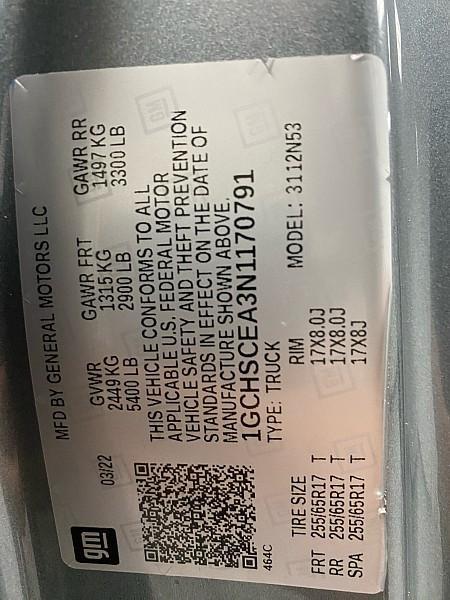 gm
MFD BY GENERAL MOTORS LLC
03/22
GVWR GAWR FRT GAWR RR
2449 KG 1315 KG 1497 KG
5400 LB 2900 LB 3300 LB
THIS VEHICLE CONFORMS TO ALL
APPLICABLE U.S. FEDERAL MOTOR
VEHICLE SAFETY AND THEFT PREVENTION
STANDARDS IN EFFECT ON THE DATE OF
MANUFACTURE SHOWN ABOVE.
1GCHSCEA3N1170791
464C
TYPE: TRUCK MODEL: 3112N53
TIRE SIZE RIM
FRT 255/65R17 T 17X8.0J
RR 255/65R17 T 17X8.0J
SPA 255/65R17 T 17X8J